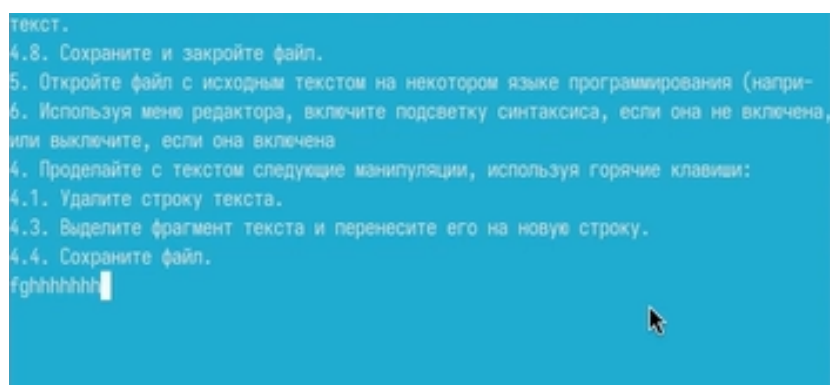 текст.
4.8. Сохраните и закройте файл.
5. Откройте файл с исходным текстом на некотором языке программирования (напри-
6. Используя меню редактора, включите подсветку синтаксиса, если она не включена,
или выключите, если она включена
4. Проделайте с текстом следующие манипуляции, используя горячие клавиши:
4.1. Удалите строку текста.
4.3. Выделите фрагмент текста и перенесите его на новую строку.
4.4. Сохраните файл.
fghhhhhhh